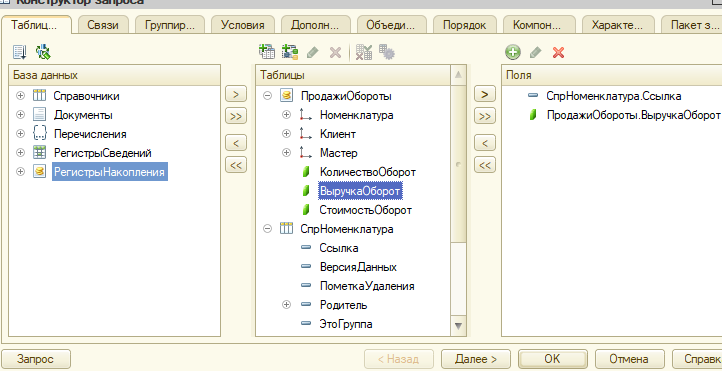 Конструктор запроса
Таблиц... Связи Группир... Условия Дополн... Объеди... Порядок Компон... Характе... Пакет з...
База данных
Справочники
Документы
Перечисления
РегистрыСведений
РегистрыНакопления
>
>>
<
<<
Таблицы
ПродажиОбороты
Номенклатура
Клиент
Мастер
КоличествоОборот
ВыручкаОборот
СтоимостьОборот
СпрНоменклатура
Ссылка
ВерсияДанных
ПометкаУдаления
Родитель
ЭтоГруппа
>
>>
<
<<
Поля
СпрНоменклатура.Ссылка
ПродажиОбороты.ВыручкаОборот
Запрос < Назад Далее > OK Отмена Справк